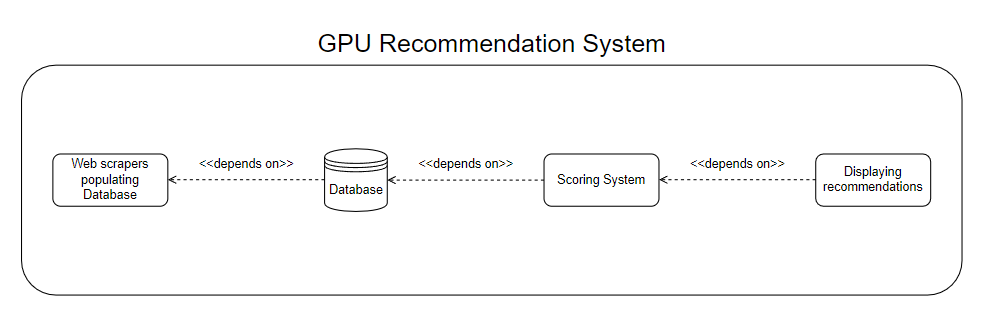 GPU Recommendation System
Web scrapers
populating
Database
<<depends on>>
Database
<<depends on>>
Scoring System
<<depends on>>
Displaying
recommendations